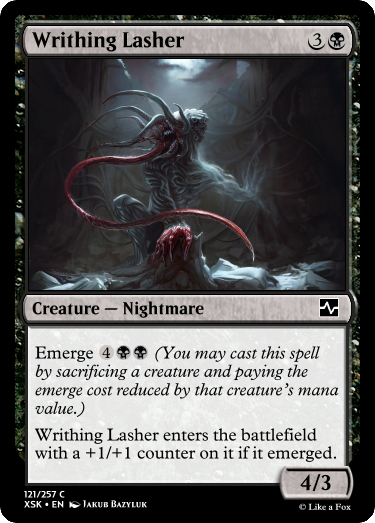 Writhing Lasher 3
Creature — Nightmare
Emerge 4 (You may cast this spell
by sacrificing a creature and paying the
emerge cost reduced by that creature's mana
value.)
Writhing Lasher enters the battlefield
with a +1/+1 counter on it if it emerged.
4/3
121/257 C
XSK • EN Jakub Bazyluk
© Like a Fox